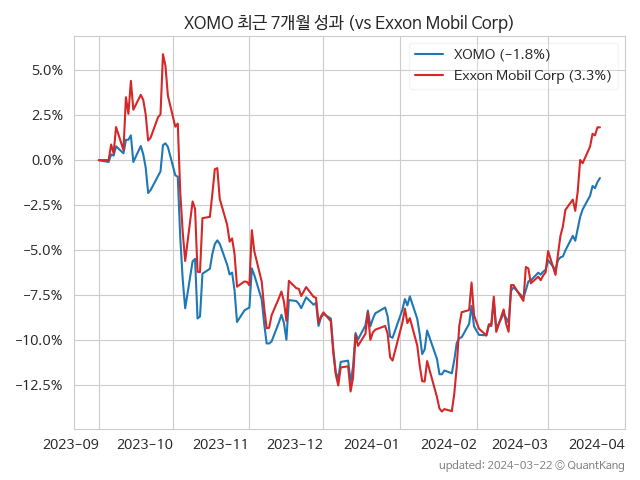 XOMO 최근 7개월 성과 (vs Exxon Mobil Corp)
XOMO (−1.8%)
Exxon Mobil Corp (3.3%)
5.0%
2.5%
0.0%
−2.5%
−5.0%
−7.5%
−10.0%
−12.5%
2023-09 2023-10 2023-11 2023-12 2024-01 2024-02 2024-03 2024-04
updated: 2024-03-22 © QuantKang